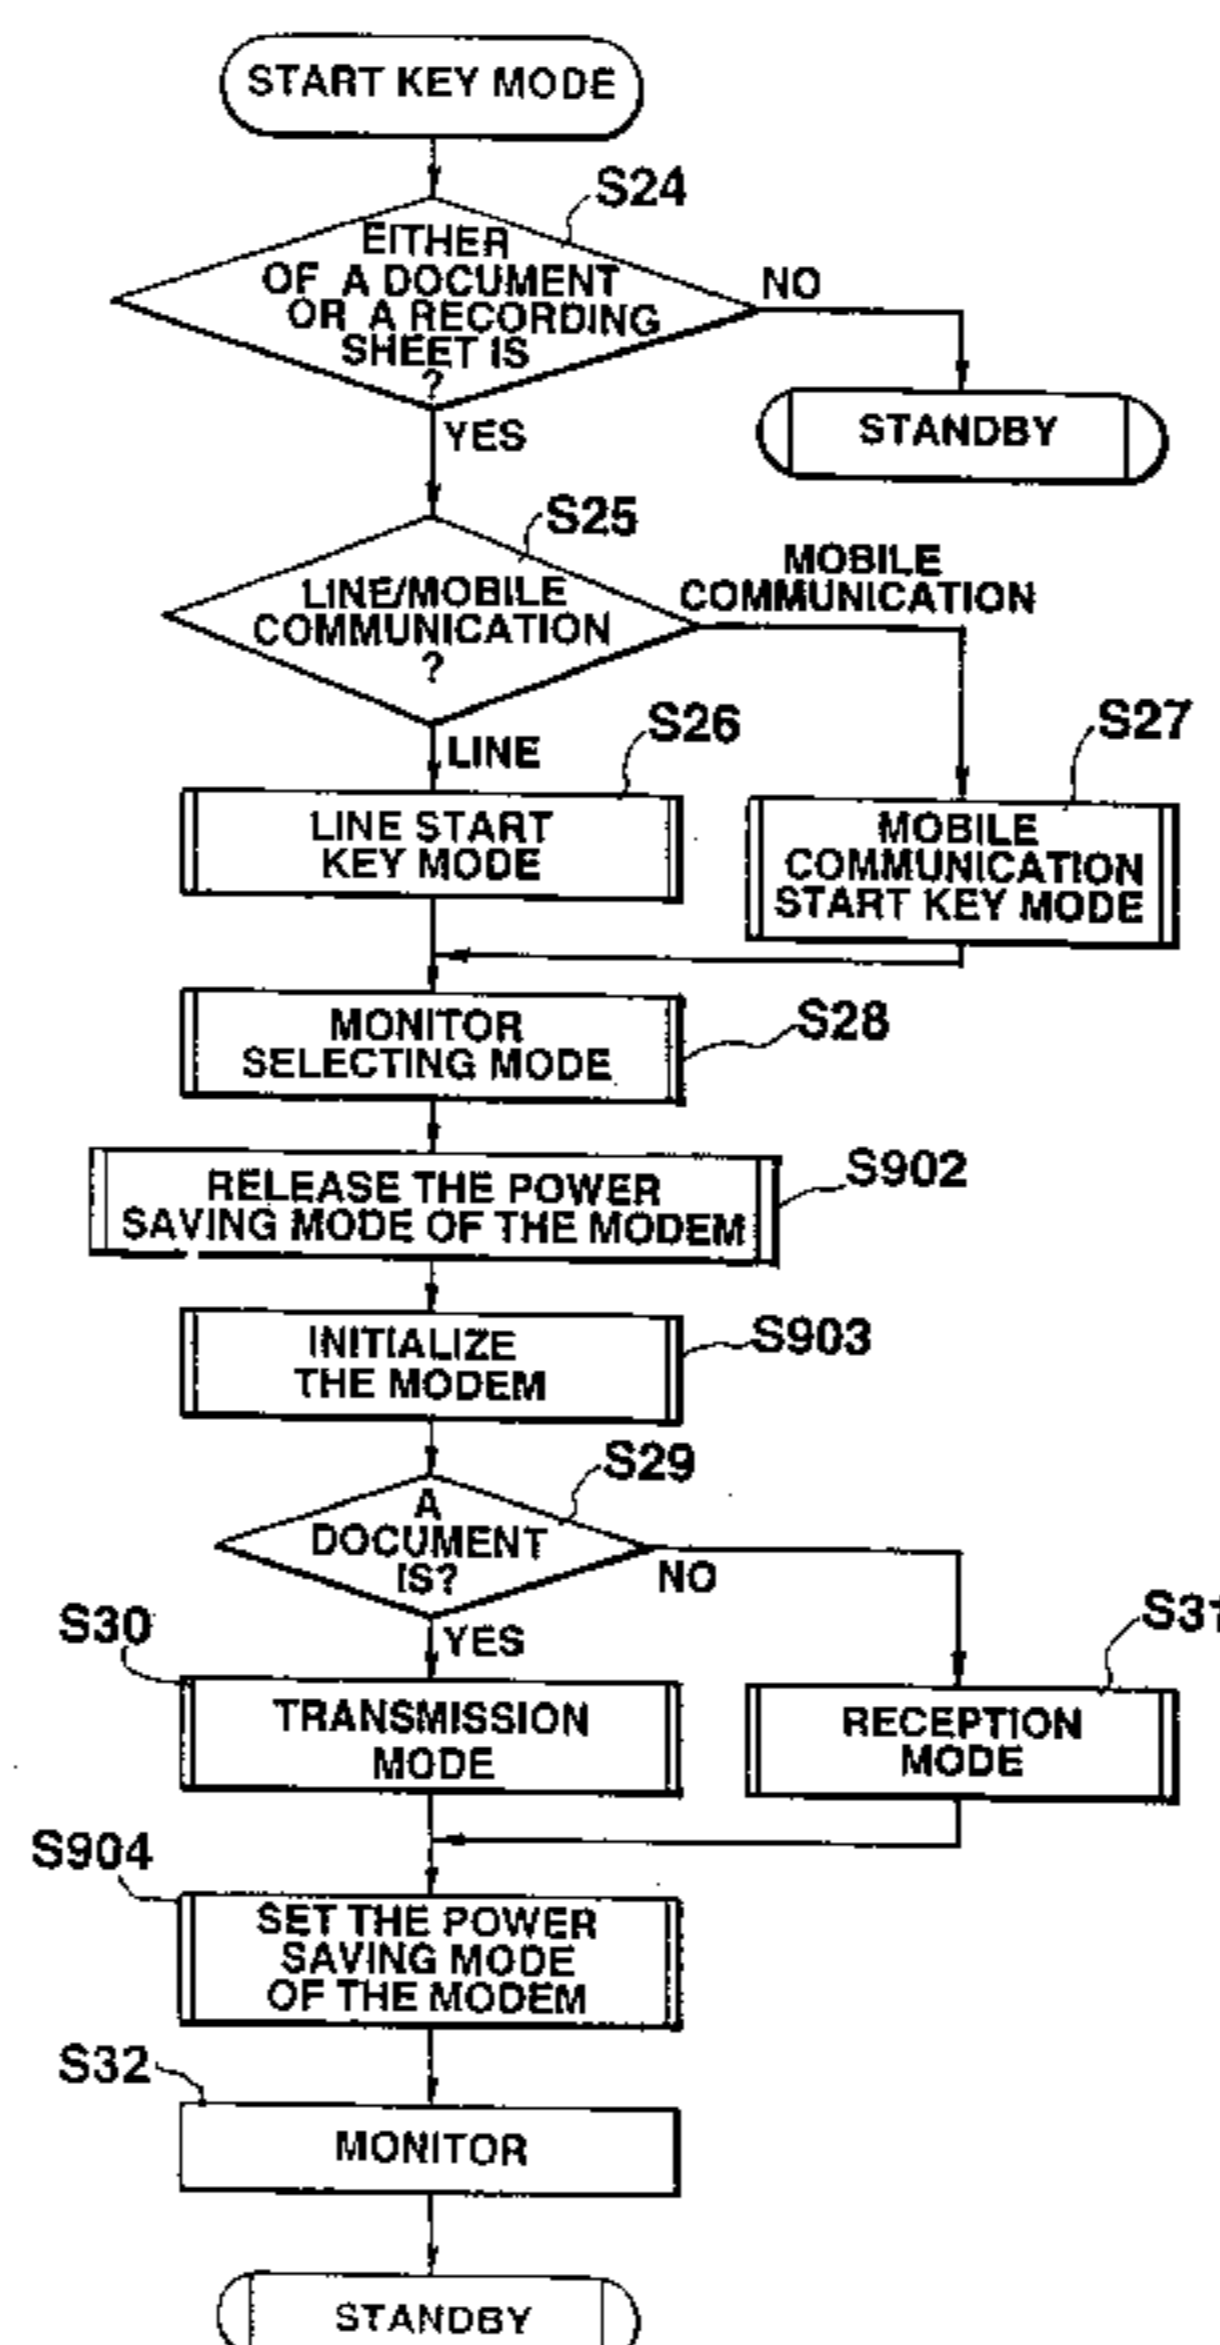 START KEY MODE
S24
EITHER
OF A DOCUMENT
OR A RECORDING
SHEET IS
?
NO
STANDBY
YES
S25
LINE/MOBILE
COMMUNICATION
?
MOBILE
COMMUNICATION
LINE
S26
LINE START
KEY MODE
S27
MOBILE
COMMUNICATION
START KEY MODE
MONITOR
SELECTING MODE
S28
RELEASE THE POWER
SAVING MODE OF THE MODEM
S902
INITIALIZE
THE MODEM
S903
S29
A
DOCUMENT
IS?
NO
YES
S30
TRANSMISSION
MODE
S31
RECEPTION
MODE
S904
SET THE POWER
SAVING MODE
OF THE MODEM
S32
MONITOR
STANDBY